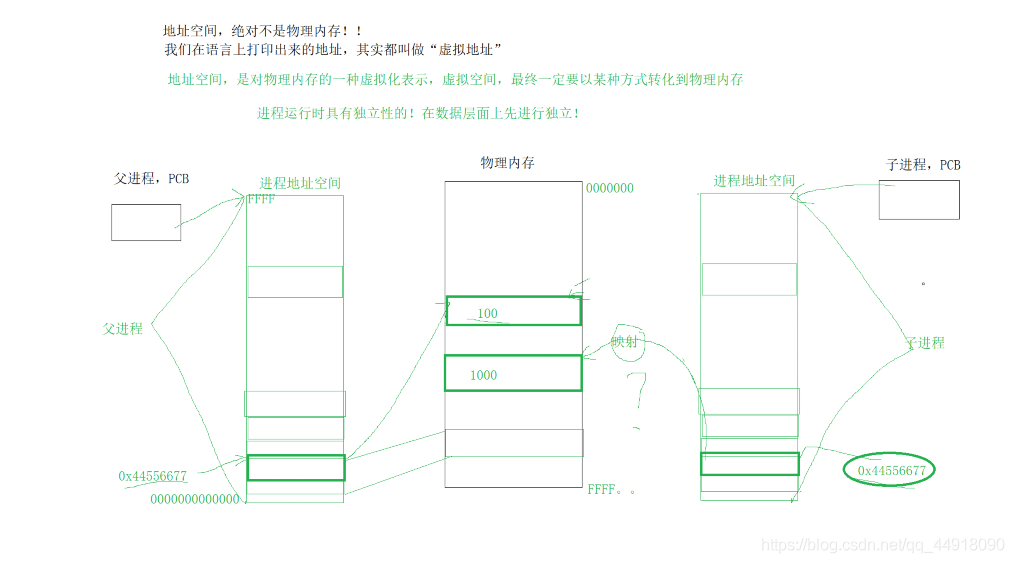 地址空间，绝对不是物理内存！！
我们在语言上打印出来的地址，其实都叫做“虚拟地址”
地址空间，是对物理内存的一种虚拟化表示，虚拟空间，最终一定要以某种方式转化到物理内存
进程运行时具有独立性的！在数据层面上先进行独立！
物理内存
父进程，PCB
子进程，PCB
进程地址空间
进程地址空间
FFFF
0000000
100
父进程
映射
子进程
1000
0x44556677
0x44556677
0000000000000
FFFF。。
https://blog.csdn.net/qq_44918090